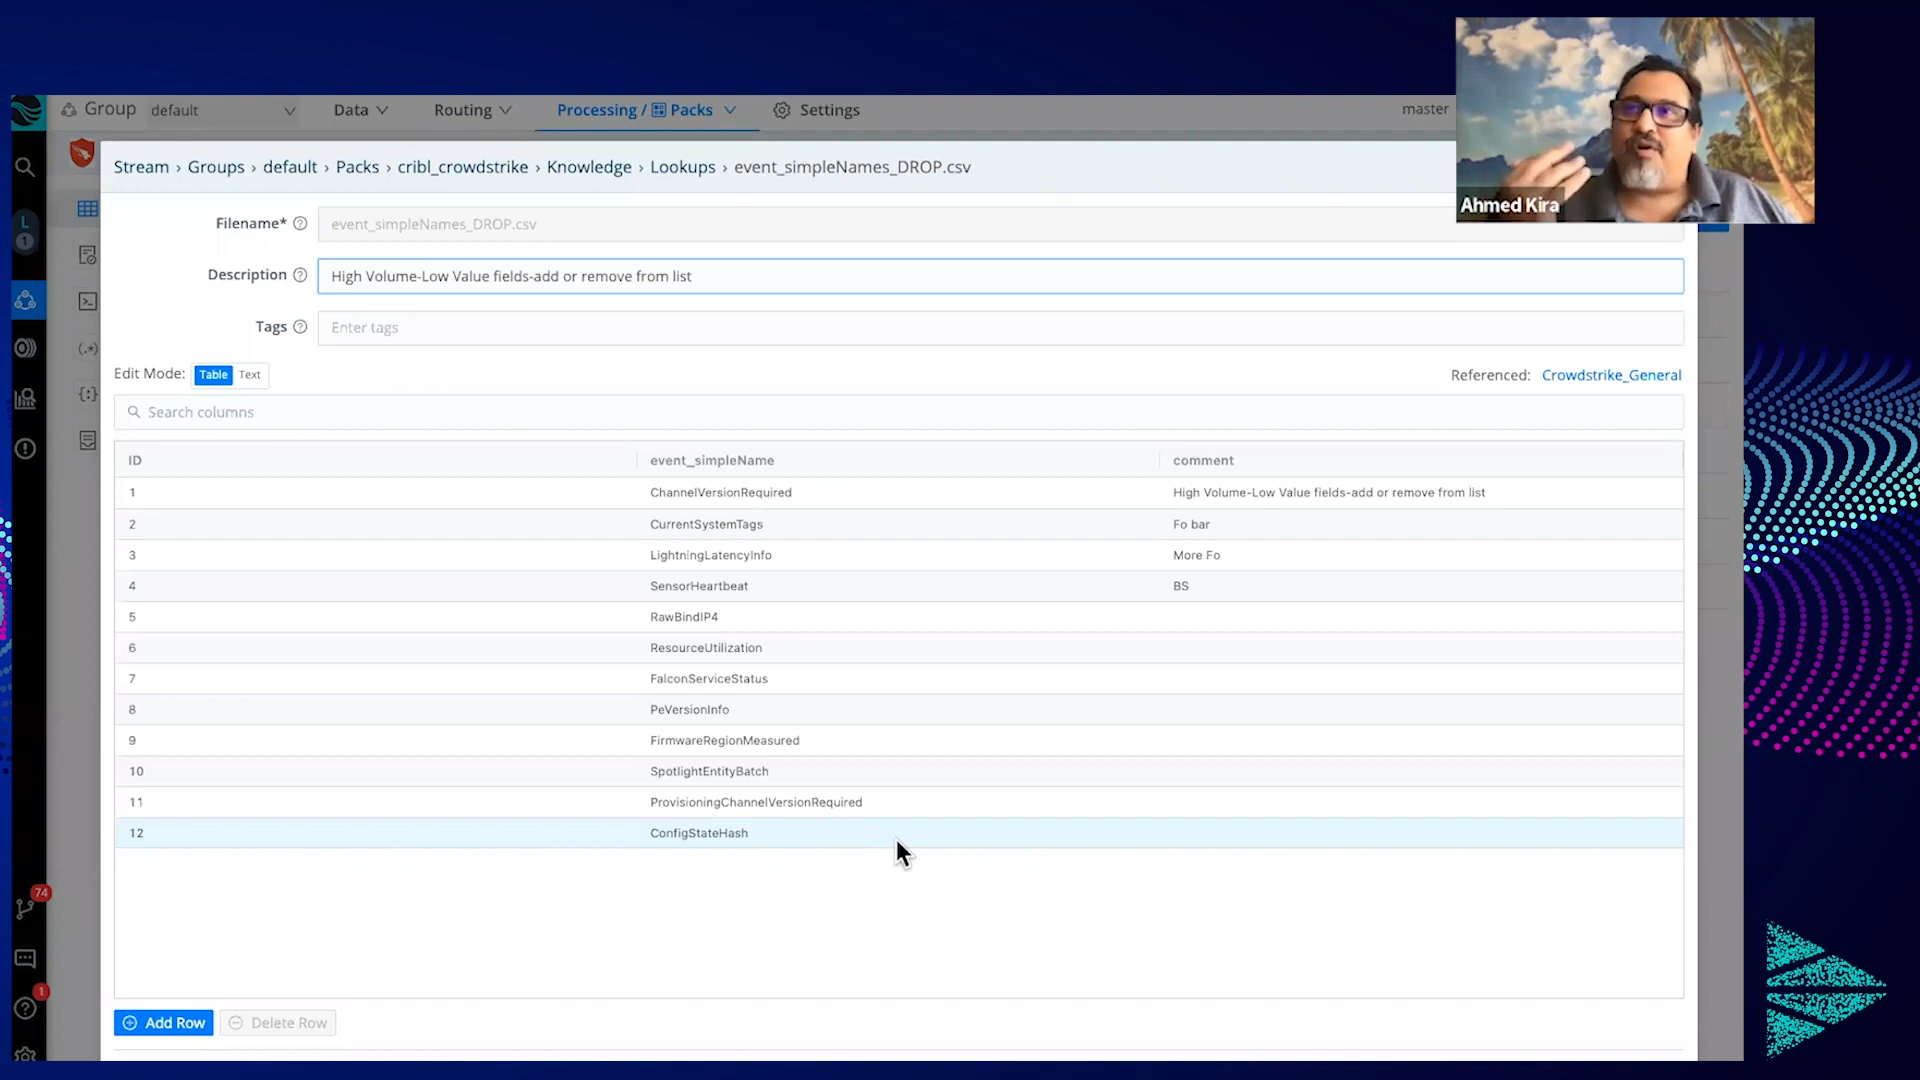 Group default Data Routing Processing / Packs Settings master
Stream › Groups › default › Packs › cribl_crowdstrike › Knowledge › Lookups › event_simpleNames_DROP.csv
Ahmed Kira
L
1
Filename* event_simpleNames_DROP.csv
Description High Volume-Low Value fields-add or remove from list
Tags Enter tags
Edit Mode: Table Text Referenced: Crowdstrike_General
Search columns
ID event_simpleName comment
1 ChannelVersionRequired High Volume-Low Value fields-add or remove from list
2 CurrentSystemTags Fo bar
3 LightningLatencyInfo More Fo
4 SensorHeartbeat BS
5 RawBindIP4
6 ResourceUtilization
7 FalconServiceStatus
8 PeVersionInfo
9 FirmwareRegionMeasured
10 SpotlightEntityBatch
11 ProvisioningChannelVersionRequired
12 ConfigStateHash
74
1
Add Row Delete Row